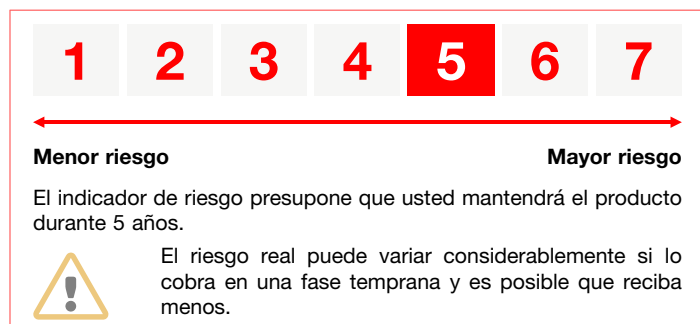 1 2 3 4 5 6 7
Menor riesgo Mayor riesgo
El indicador de riesgo presupone que usted mantendrá el producto
durante 5 años.
El riesgo real puede variar considerablemente si lo
cobra en una fase temprana y es posible que reciba
menos.